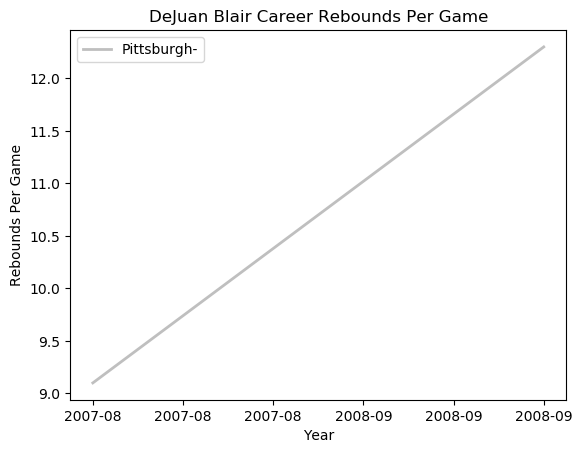 DeJuan Blair Career Rebounds Per Game
Pittsburgh-
Rebounds Per Game
12.0
11.5
11.0
10.5
10.0
9.5
9.0
2007-08 2007-08 2007-08 2008-09 2008-09 2008-09
Year